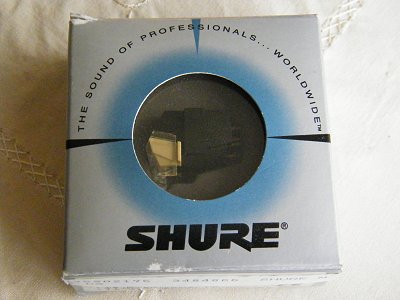 THE SOUND OF PROFESSIONALS... WORLDWIDE™
SHURE®